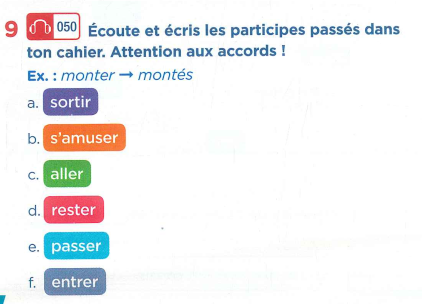 9 050 Écoute et écris les participes passés dans
ton cahier. Attention aux accords !
Ex. : monter → montés
a. sortir
b. s'amuser
c. aller
d. rester
e. passer
f. entrer